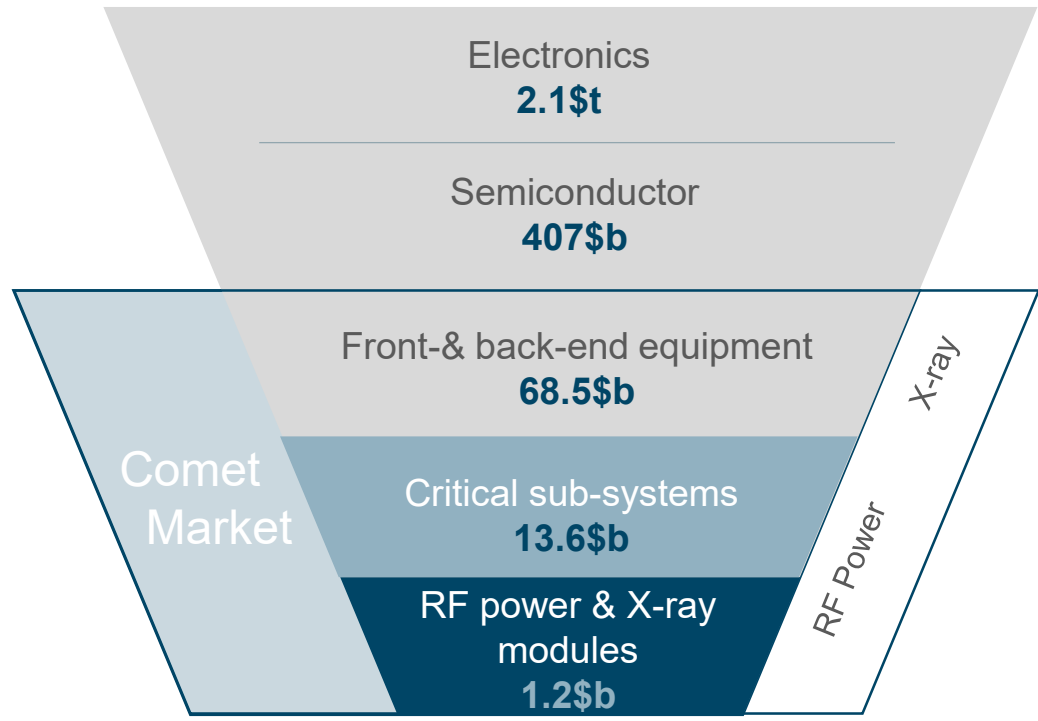 Electronics
2.1$t
Semiconductor
407$b
Front-& back-end equipment
68.5$b
X-ray
Comet
Market
Critical sub-systems
13.6$b
RF Power
RF power & X-ray
modules
1.2$b